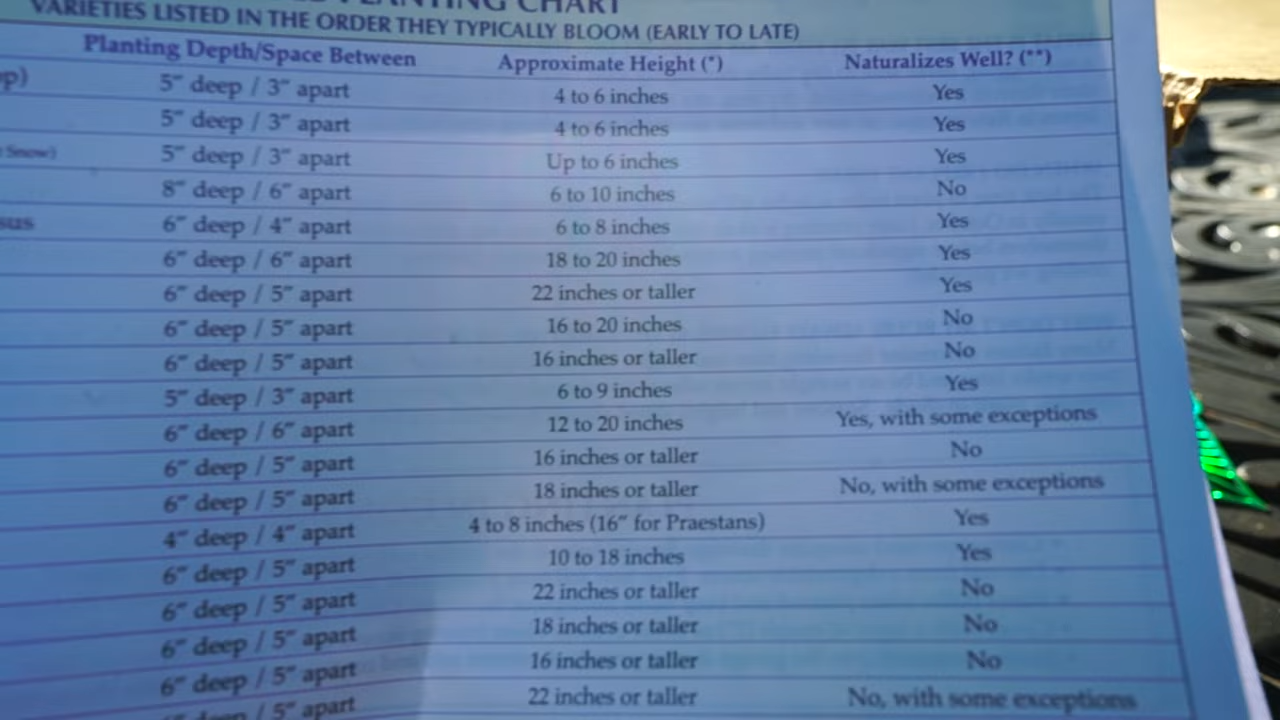 PLANTING CHART
VARIETIES LISTED IN THE ORDER THEY TYPICALLY BLOOM (EARLY TO LATE)
Planting Depth/Space Between Approximate Height (*) Naturalizes Well? (**)
op) 5" deep / 3" apart 4 to 6 inches Yes
5" deep / 3" apart 4 to 6 inches Yes
Snow) 5" deep / 3" apart Up to 6 inches Yes
8" deep / 6" apart 6 to 10 inches No
sus 6" deep / 4" apart 6 to 8 inches Yes
6" deep / 6" apart 18 to 20 inches Yes
6" deep / 5" apart 22 inches or taller Yes
6" deep / 5" apart 16 to 20 inches No
6" deep / 5" apart 16 inches or taller No
5" deep / 3" apart 6 to 9 inches Yes
6" deep / 6" apart 12 to 20 inches Yes, with some exceptions
6" deep / 5" apart 16 inches or taller No
6" deep / 5" apart 18 inches or taller No, with some exceptions
4" deep / 4" apart 4 to 8 inches (16" for Praestans) Yes
6" deep / 5" apart 10 to 18 inches Yes
6" deep / 5" apart 22 inches or taller No
6" deep / 5" apart 18 inches or taller No
6" deep / 5" apart 16 inches or taller No
deep / 5" apart 22 inches or taller No, with some exceptions